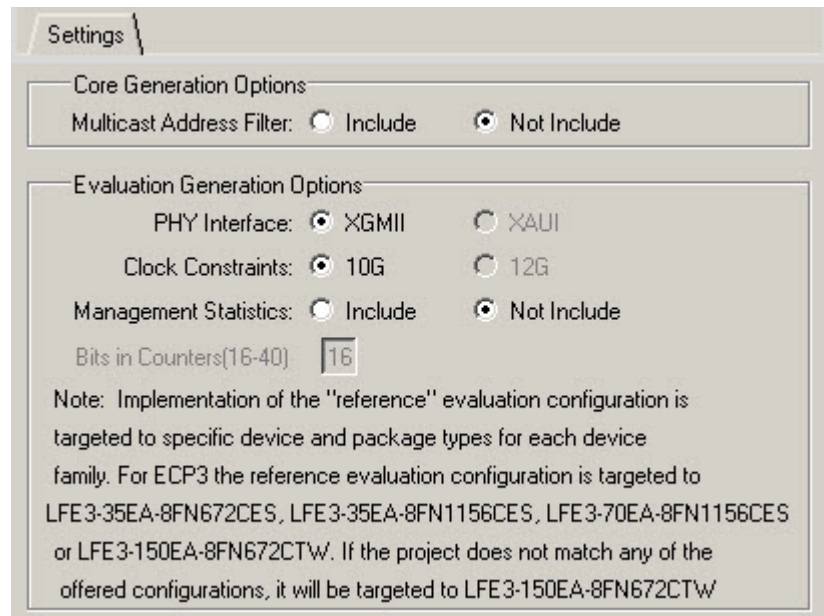 Settings
Core Generation Options
Multicast Address Filter: Include Not Include
Evaluation Generation Options
PHY Interface: XGMII XAUI
Clock Constraints: 10G 12G
Management Statistics: Include Not Include
Bits in Counters(16-40) 16
Note: Implementation of the "reference" evaluation configuration is
targeted to specific device and package types for each device
family. For ECP3 the reference evaluation configuration is targeted to
LFE3-35EA-8FN672CES, LFE3-35EA-8FN1156CES, LFE3-70EA-8FN1156CES
or LFE3-150EA-8FN672CTW. If the project does not match any of the
offered configurations, it will be targeted to LFE3-150EA-8FN672CTW